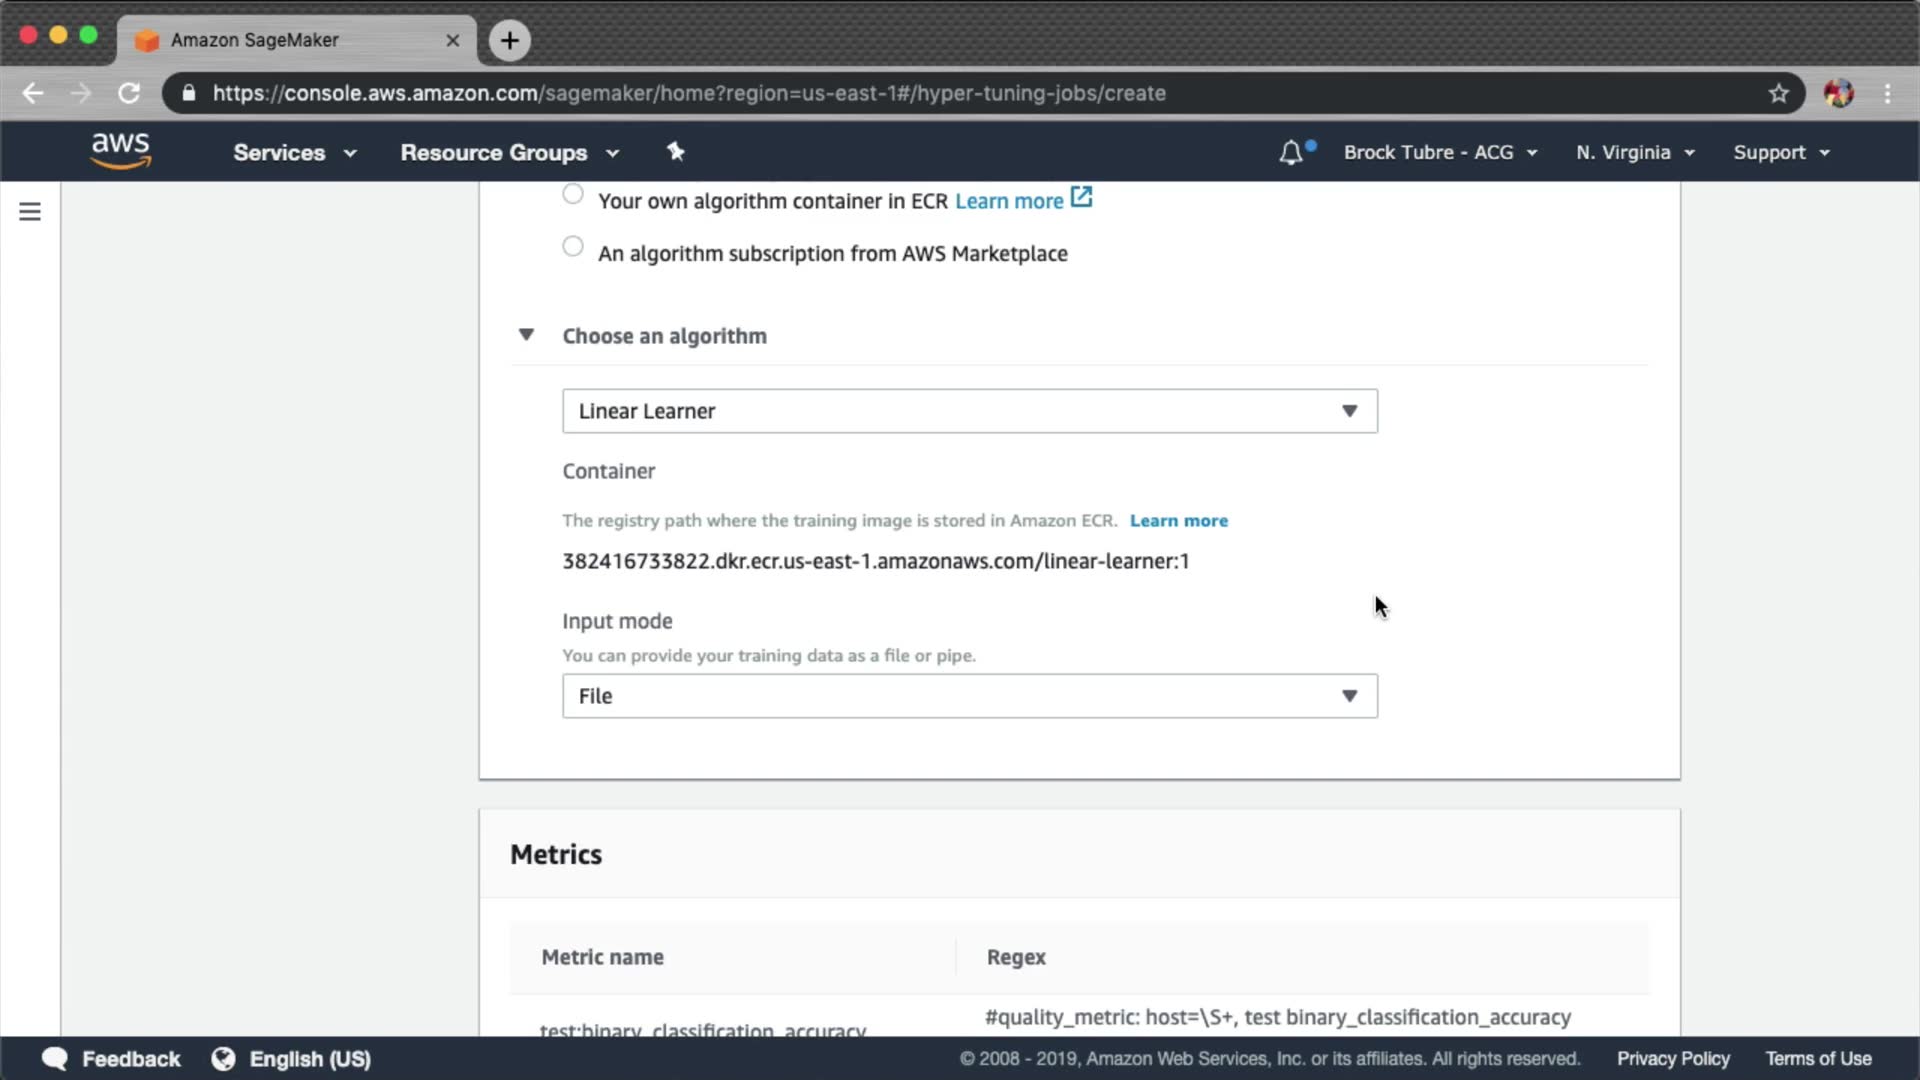 Amazon SageMaker
https://console.aws.amazon.com/sagemaker/home?region=us-east-1#/hyper-tuning-jobs/create
aws Services Resource Groups Brock Tubre - ACG N. Virginia Support
Your own algorithm container in ECR Learn more
An algorithm subscription from AWS Marketplace
Choose an algorithm
Linear Learner
Container
The registry path where the training image is stored in Amazon ECR. Learn more
382416733822.dkr.ecr.us-east-1.amazonaws.com/linear-learner:1
Input mode
You can provide your training data as a file or pipe.
File
Metrics
Metric name Regex
#quality_metric: host=\S+, test binary_classification_accuracy
test:binary_classification_accuracy
Feedback English (US) © 2008 - 2019, Amazon Web Services, Inc. or its affiliates. All rights reserved. Privacy Policy Terms of Use